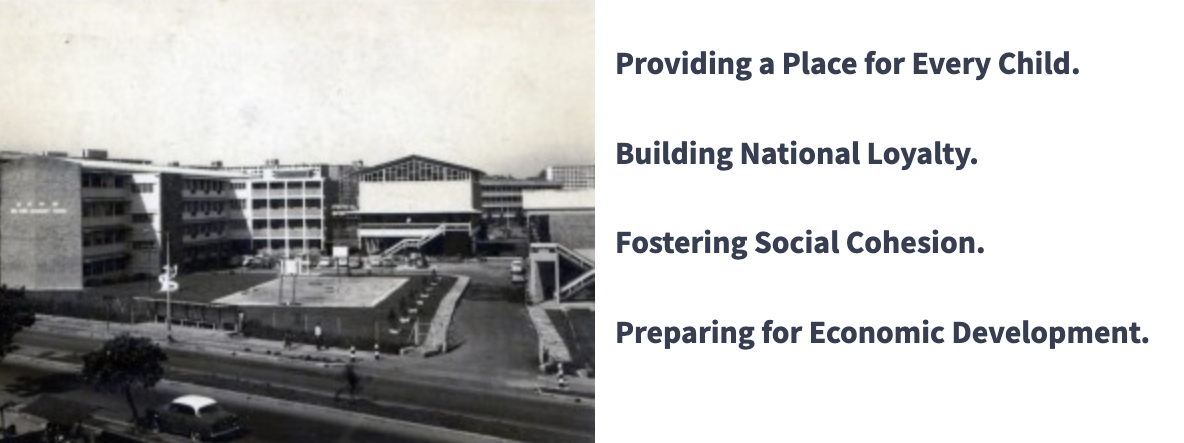 Providing a Place for Every Child.
Building National Loyalty.
Fostering Social Cohesion.
Preparing for Economic Development.